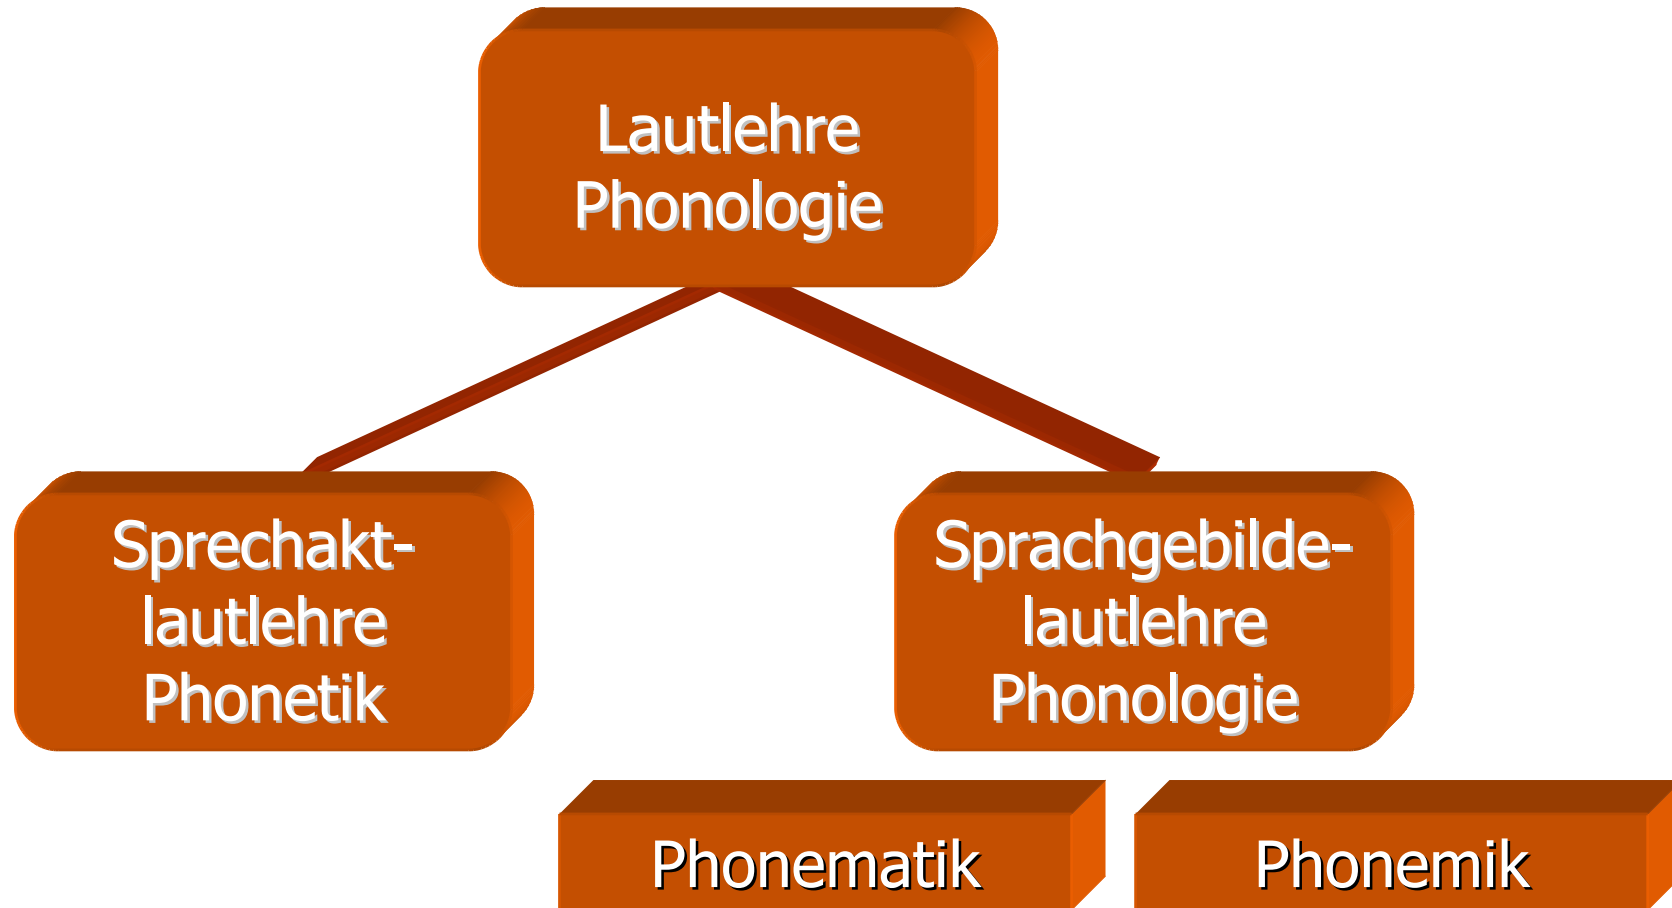 Lautlehre
Phonologie
Sprechakt-
lautlehre
Phonetik
Sprachgebilde-
lautlehre
Phonologie
Phonematik
Phonemik